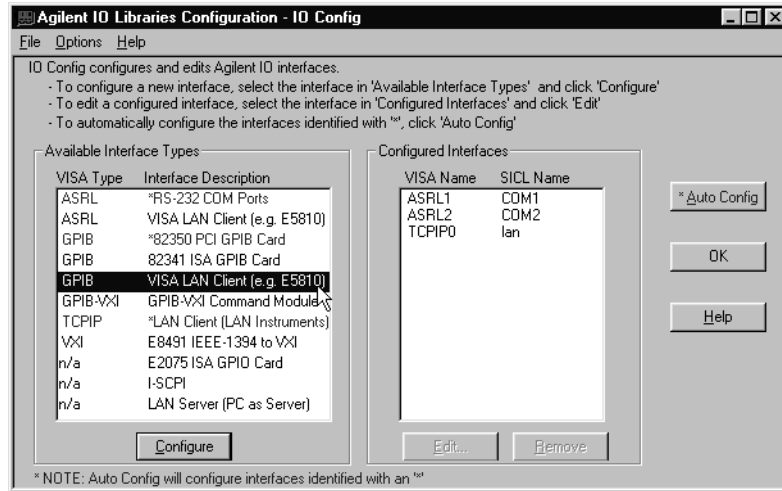 Agilent IO Libraries Configuration - IO Config
File Options Help
IO Config configures and edits Agilent IO interfaces.
- To configure a new interface, select the interface in 'Available Interface Types' and click 'Configure'
- To edit a configured interface, select the interface in 'Configured Interfaces' and click 'Edit'
- To automatically configure the interfaces identified with '*', click 'Auto Config'
Available Interface Types
VISA Type Interface Description
ASRL *RS-232 COM Ports
ASRL VISA LAN Client (e.g. E5810)
GPIB *82350 PCI GPIB Card
GPIB 82341 ISA GPIB Card
GPIB VISA LAN Client (e.g. E5810)
GPIB-VXI GPIB-VXI Command Module
TCPIP *LAN Client (LAN Instruments)
VXI E8491 IEEE-1394 to VXI
n/a E2075 ISA GPIO Card
n/a I-SCPI
n/a LAN Server (PC as Server)
Configure
Configured Interfaces
VISA Name SICL Name
ASRL1 COM1
ASRL2 COM2
TCPIP0 lan
Edit... Remove
* Auto Config
OK
Help
* NOTE: Auto Config will configure interfaces identified with an '*'